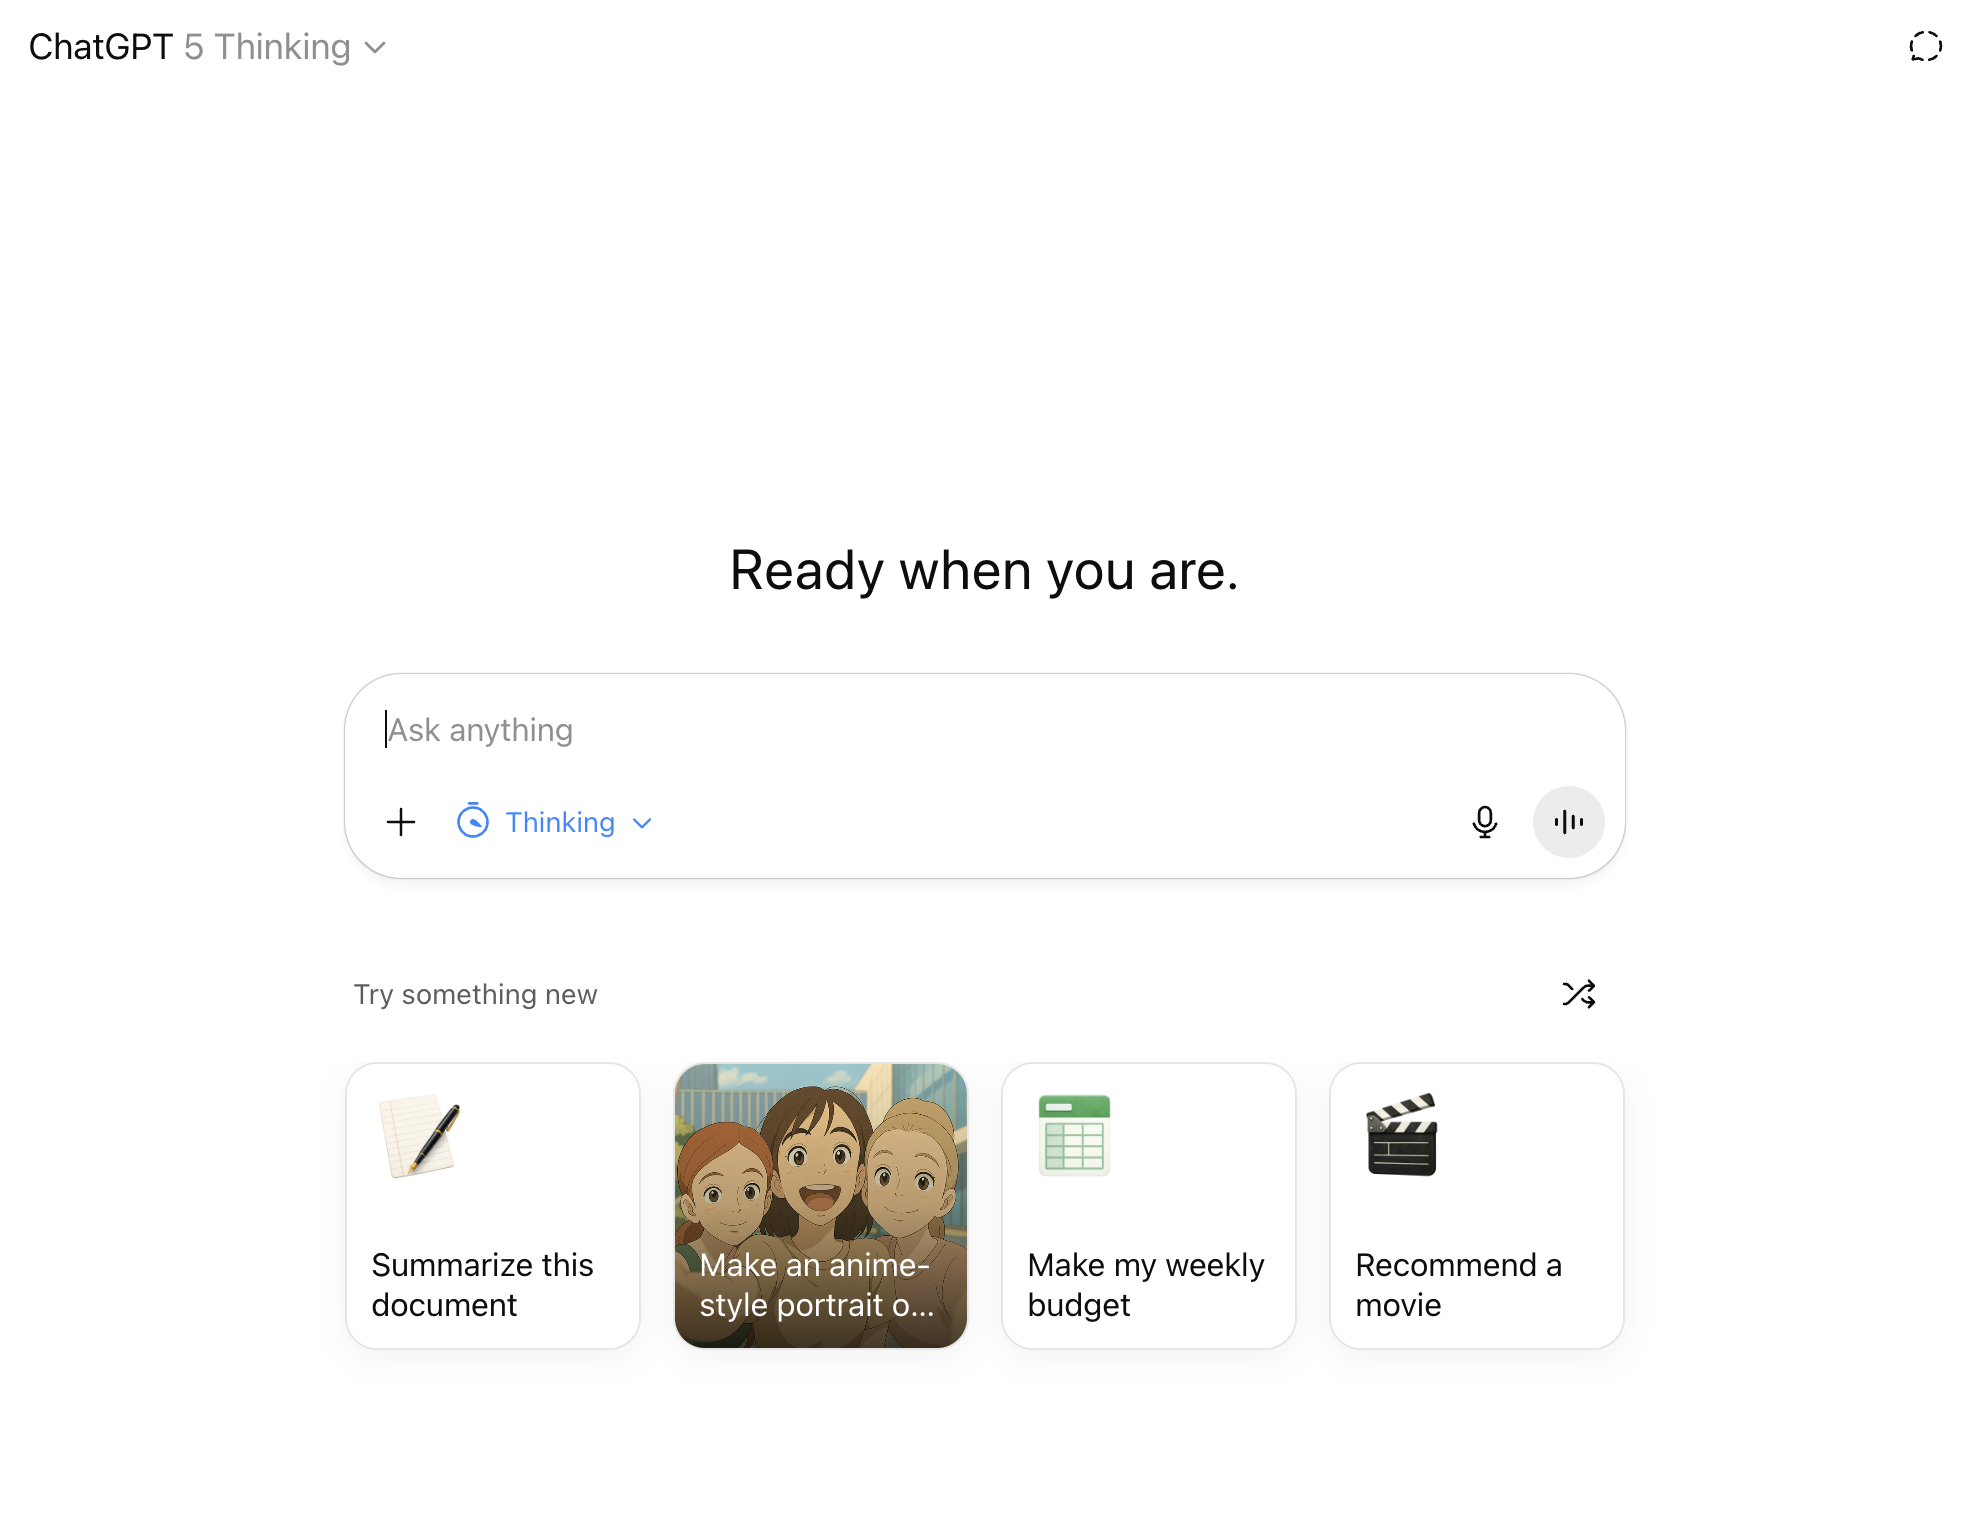 ChatGPT 5 Thinking
Ready when you are.
Ask anything
Thinking
Try something new
Summarize this
document
Make an anime-
style portrait o...
Make my weekly
budget
Recommend a
movie